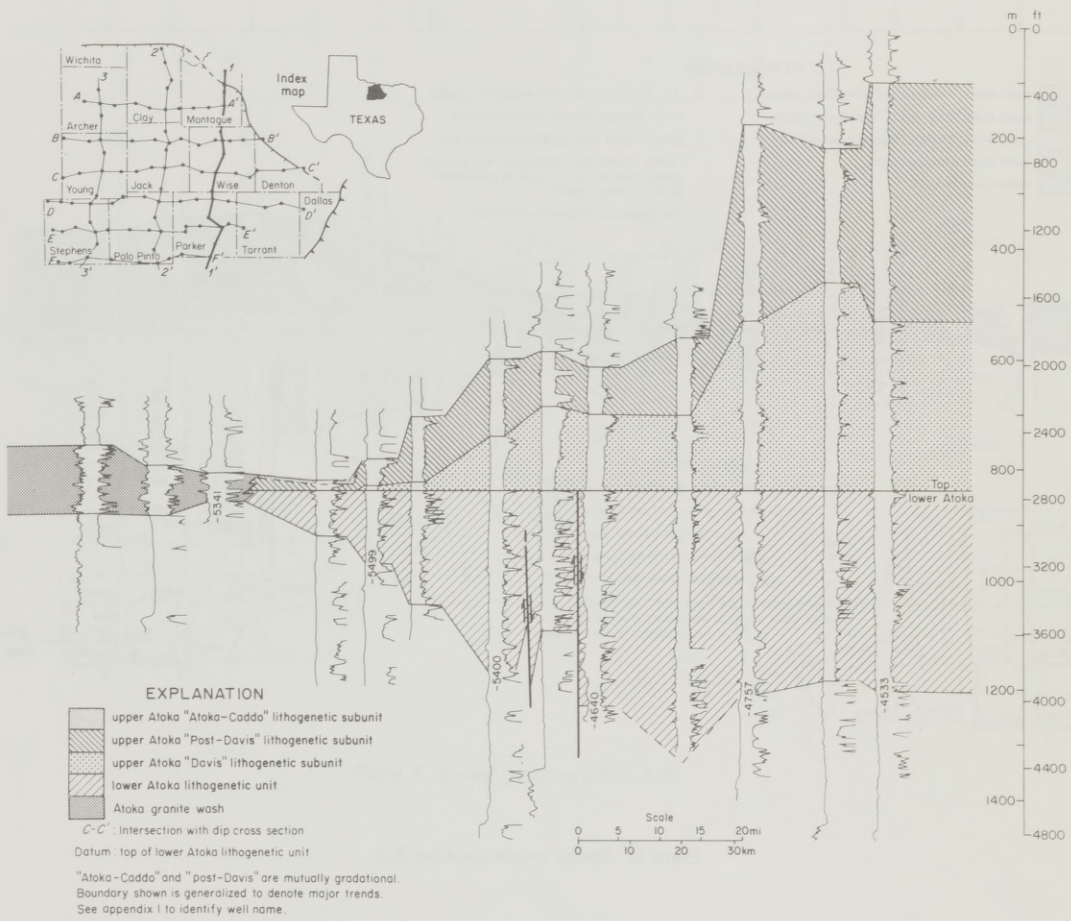 m ft
0 0
400
200
800
1200
400
1600
600
2000
2400
800
2800
1000
3200
3600
1200
4000
4400
1400
4800
Index
map
TEXAS
1
2
3
Wichita
A
A'
Clay
Montague
Archer
B
B'
C
C'
Young
Jack
Wise
Denton
Dallas
D
D'
E
E'
Stephens
Palo Pinto
Parker
Tarrant
F
F'
3'
2'
1'
Top
lower Atoka
-5341
-5499
-5400
-4640
-4757
-4533
EXPLANATION
upper Atoka "Atoka-Caddo" lithogenetic subunit
upper Atoka "Post-Davis" lithogenetic subunit
upper Atoka "Davis" lithogenetic subunit
lower Atoka lithogenetic unit
Atoka granite wash
C-C' : Intersection with dip cross section
Datum: top of lower Atoka lithogenetic unit
"Atoka-Caddo" and "post-Davis" are mutually gradational.
Boundary shown is generalized to denote major trends.
See appendix I to identify well name.
Scale
0 5 10 15 20 mi
0 10 20 30 km